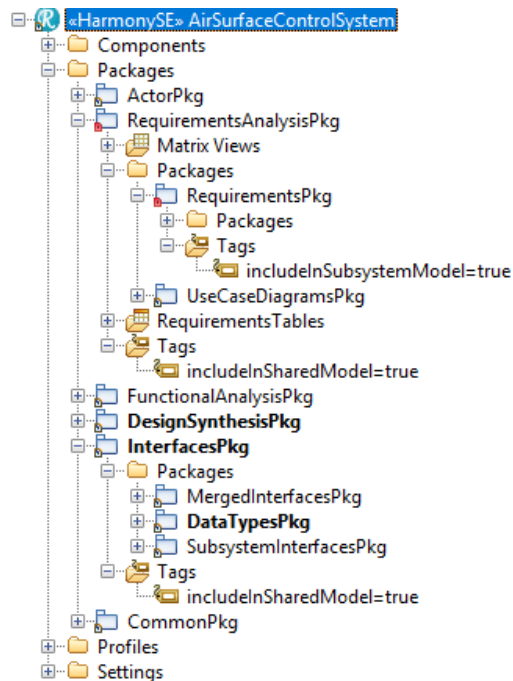 «HarmonySE» AirSurfaceControlSystem
Components
Packages
ActorPkg
RequirementsAnalysisPkg
Matrix Views
Packages
RequirementsPkg
Packages
Tags
includeInSubsystemModel=true
UseCaseDiagramsPkg
RequirementsTables
Tags
includeInSharedModel=true
FunctionalAnalysisPkg
DesignSynthesisPkg
InterfacesPkg
Packages
MergedInterfacesPkg
DataTypesPkg
SubsystemInterfacesPkg
Tags
includeInSharedModel=true
CommonPkg
Profiles
Settings